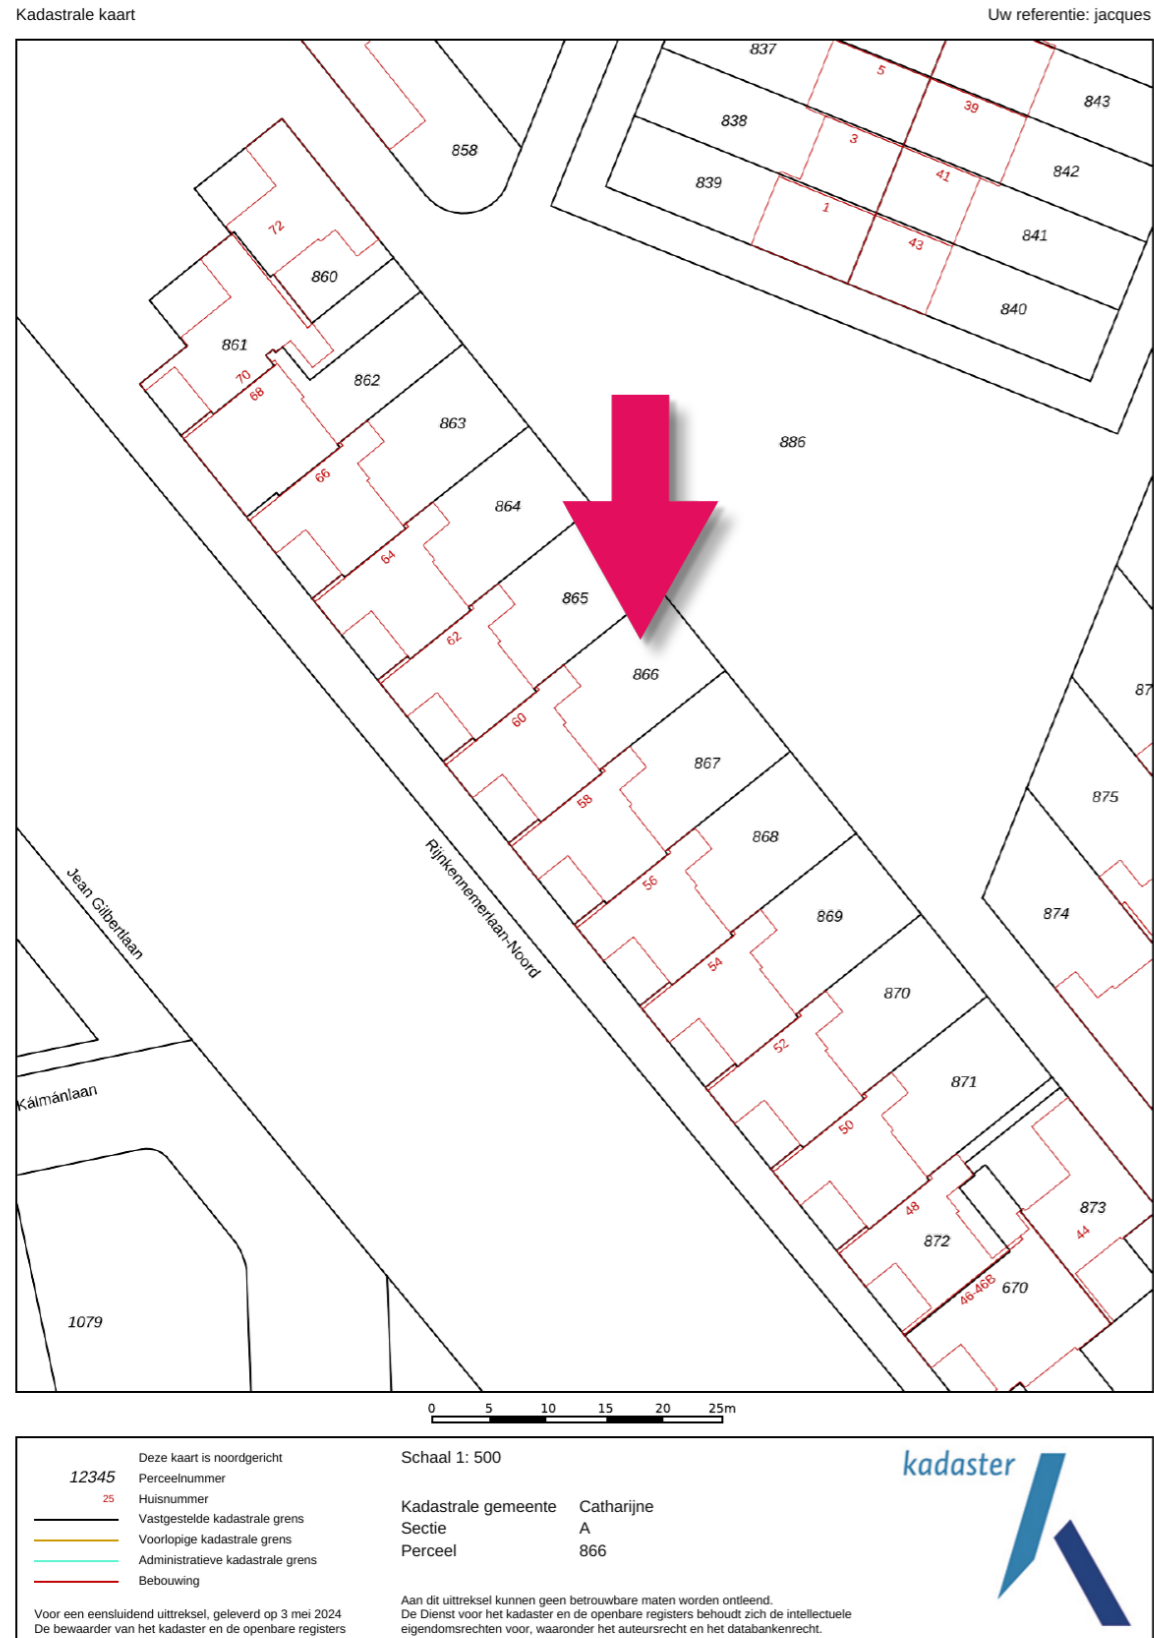 Kadastrale kaart
Uw referentie: jacques
837
5
39
843
858
838
3
41
842
839
1
43
841
840
72
860
861
70
68
862
863
886
66
864
64
865
62
866
60
867
58
868
56
869
54
870
52
871
50
48
872
873
44
46-46B
670
87
875
874
Rijnkennemerlaan-Noord
Jean Gilbertlaan
Kálmánlaan
1079
0 5 10 15 20 25m
Deze kaart is noordgericht
12345 Perceelnummer
25 Huisnummer
Vastgestelde kadastrale grens
Voorlopige kadastrale grens
Administratieve kadastrale grens
Bebouwing
Voor een eensluidend uittreksel, geleverd op 3 mei 2024
De bewaarder van het kadaster en de openbare registers
Schaal 1: 500
Kadastrale gemeente Catharijne
Sectie A
Perceel 866
Aan dit uittreksel kunnen geen betrouwbare maten worden ontleend.
De Dienst voor het kadaster en de openbare registers behoudt zich de intellectuele
eigendomsrechten voor, waaronder het auteursrecht en het databankenrecht.
kadaster